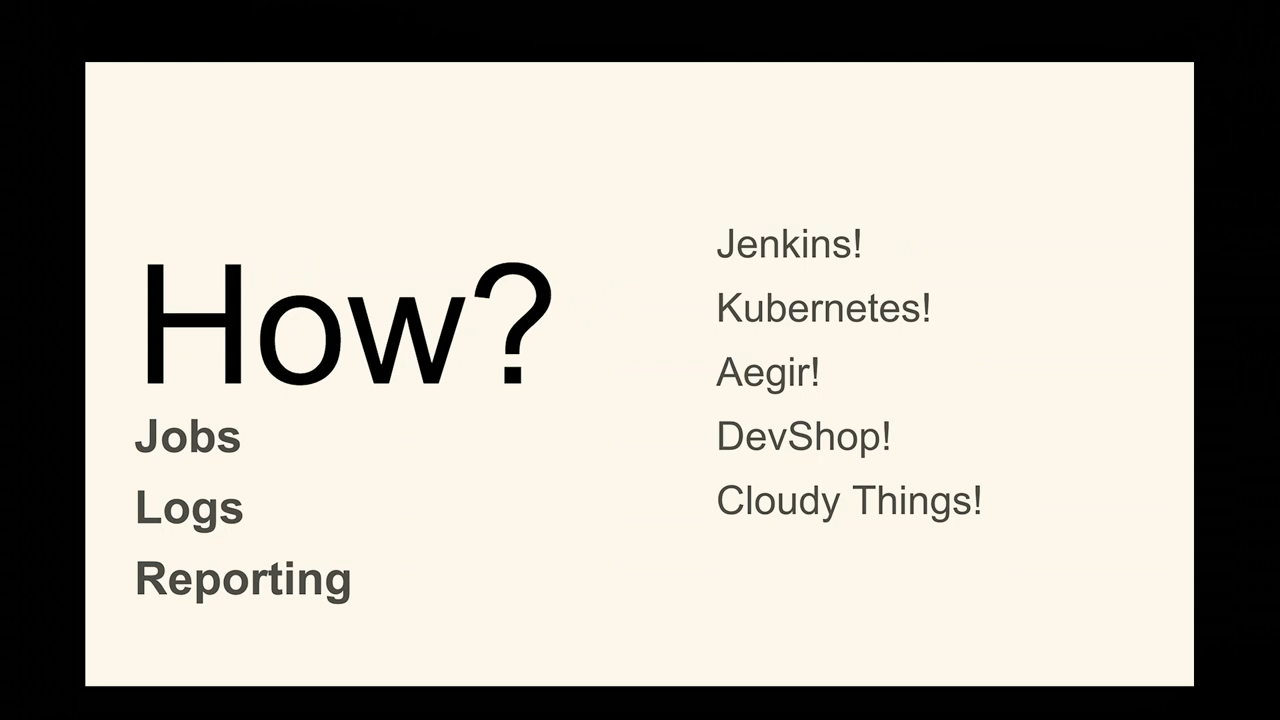 How?
Jobs
Logs
Reporting
Jenkins!
Kubernetes!
Aegir!
DevShop!
Cloudy Things!